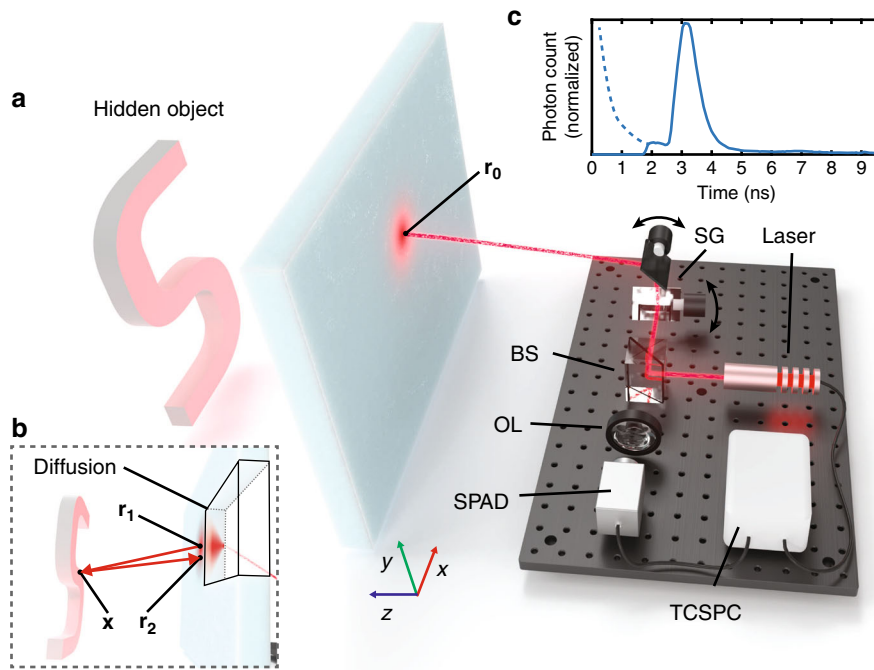 a
Hidden object
r0
c
Photon count
(normalized)
0 1 2 3 4 5 6 7 8 9
Time (ns)
SG
Laser
BS
OL
SPAD
TCSPC
y
x
z
b
Diffusion
r1
x
r2